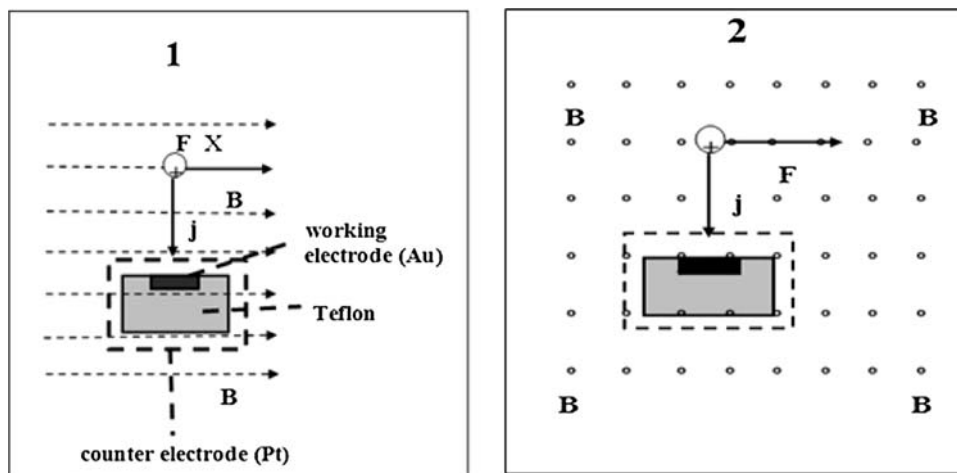 1
F X
B
j
working
electrode (Au)
Teflon
B
counter electrode (Pt)
2
B B
F
j
B B